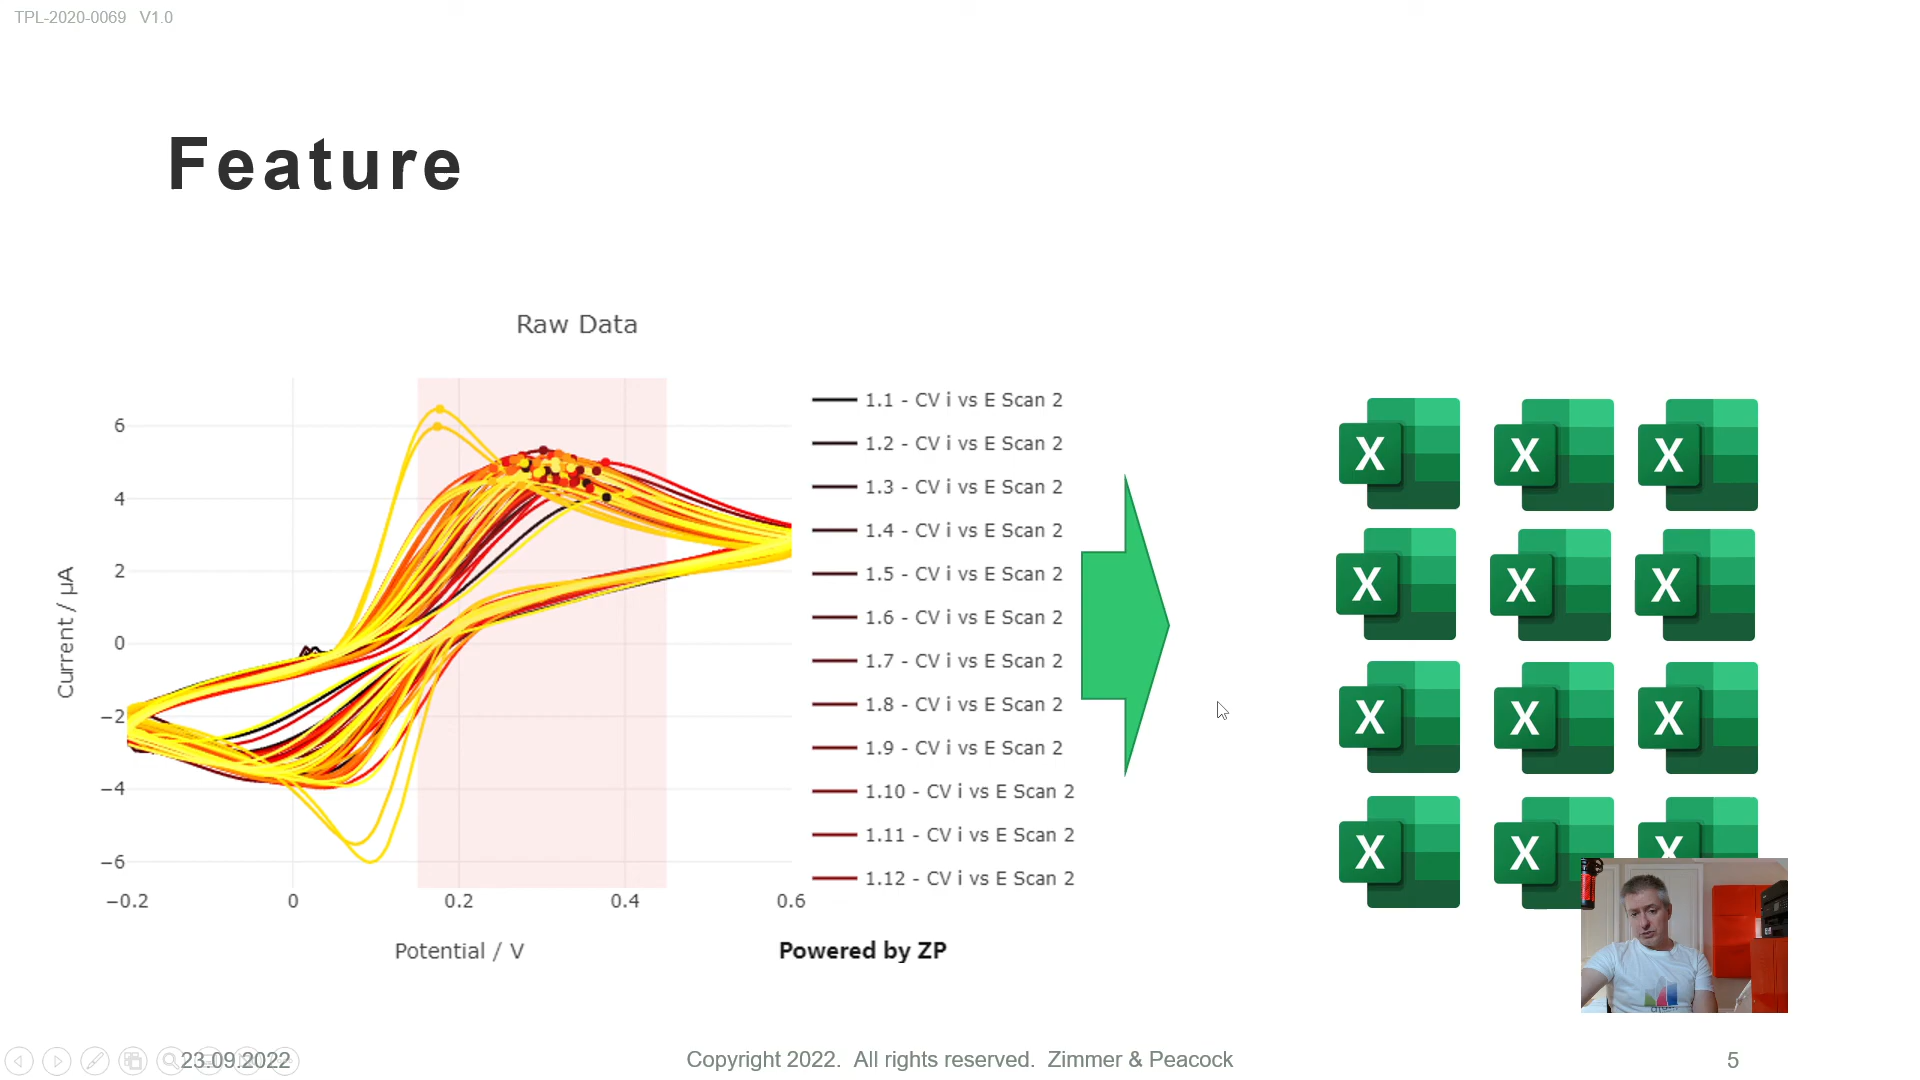 TPL-2020-0069 V1.0
Feature
Raw Data
6
4
2
0
−2
−4
−6
Current / µA
−0.2
0
0.2
0.4
0.6
Potential / V
1.1 - CV i vs E Scan 2
1.2 - CV i vs E Scan 2
1.3 - CV i vs E Scan 2
1.4 - CV i vs E Scan 2
1.5 - CV i vs E Scan 2
1.6 - CV i vs E Scan 2
1.7 - CV i vs E Scan 2
1.8 - CV i vs E Scan 2
1.9 - CV i vs E Scan 2
1.10 - CV i vs E Scan 2
1.11 - CV i vs E Scan 2
1.12 - CV i vs E Scan 2
Powered by ZP
X X X
X X X
X X X
X X X
23.09.2022
Copyright 2022. All rights reserved. Zimmer & Peacock
5